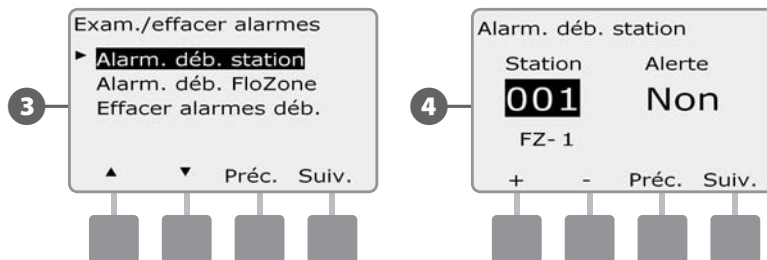 3
Exam./effacer alarmes
► Alarm. déb. station
Alarm. déb. FloZone
Effacer alarmes déb.
▲ ▼ Préc. Suiv.
4
Alarm. déb. station
Station Alerte
001 Non
FZ- 1
+ - Préc. Suiv.